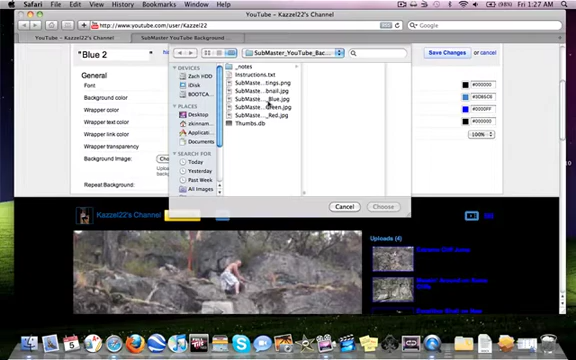 Safari File Edit View History Bookmarks Window Help (98%) Fri 1:27 AM
YouTube – Kazzel22's Channel
http://www.youtube.com/user/Kazzel22
Google
YouTube – Kazzel22's Channel
SubMaster YouTube Background
"Blue 2"
SubMaster_YouTube_Bac...
Save Changes or cancel
General
Font
Background color
Wrapper color
Wrapper text color
Wrapper link color
Wrapper transparency
Background Image:
Repeat Background:
DEVICES
Zach HDD
iDisk
BOOTCA...
PLACES
Desktop
akinnam...
Applicat...
Documents
SEARCH FOR
Today
Yesterday
Past Week
All Images
_notes
Instructions.txt
SubMaste...tings.png
SubMaste...bnail.jpg
SubMaste..._Blue.jpg
SubMaste...Green.jpg
SubMaste..._Red.jpg
Thumbs.db
#000000
#0000FF
#000000
100%
Cancel
Choose
Kazzel22's Channel
Uploads (4)